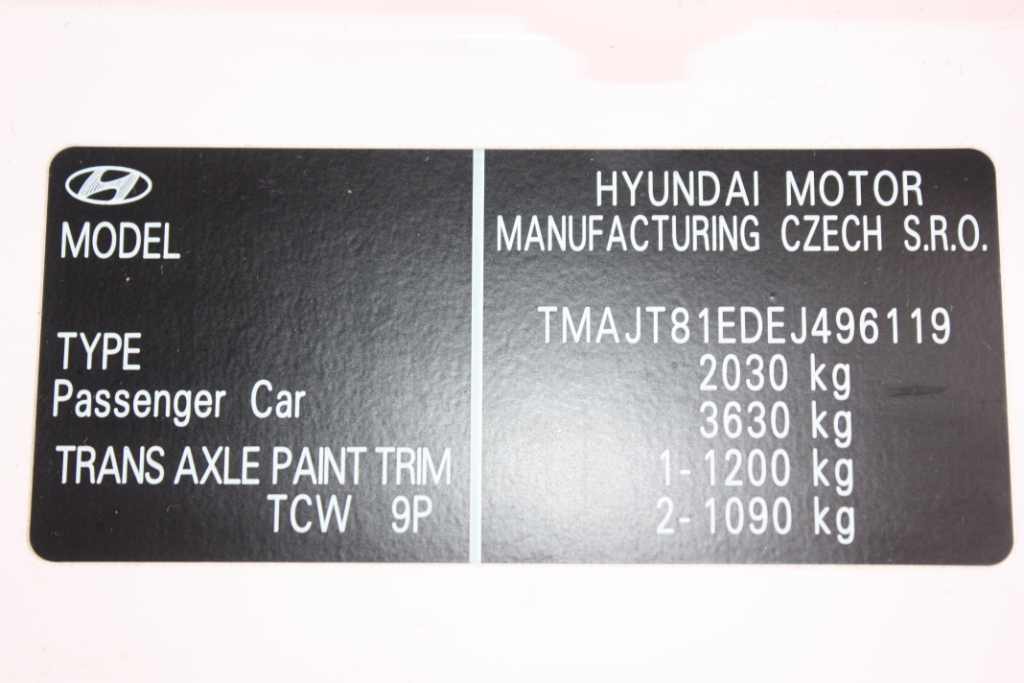 MODEL
TYPE
Passenger Car
TRANS AXLE PAINT TRIM
TCW 9P
HYUNDAI MOTOR
MANUFACTURING CZECH S.R.O.
TMAJT81EDEJ496119
2030 kg
3630 kg
1-1200 kg
2-1090 kg